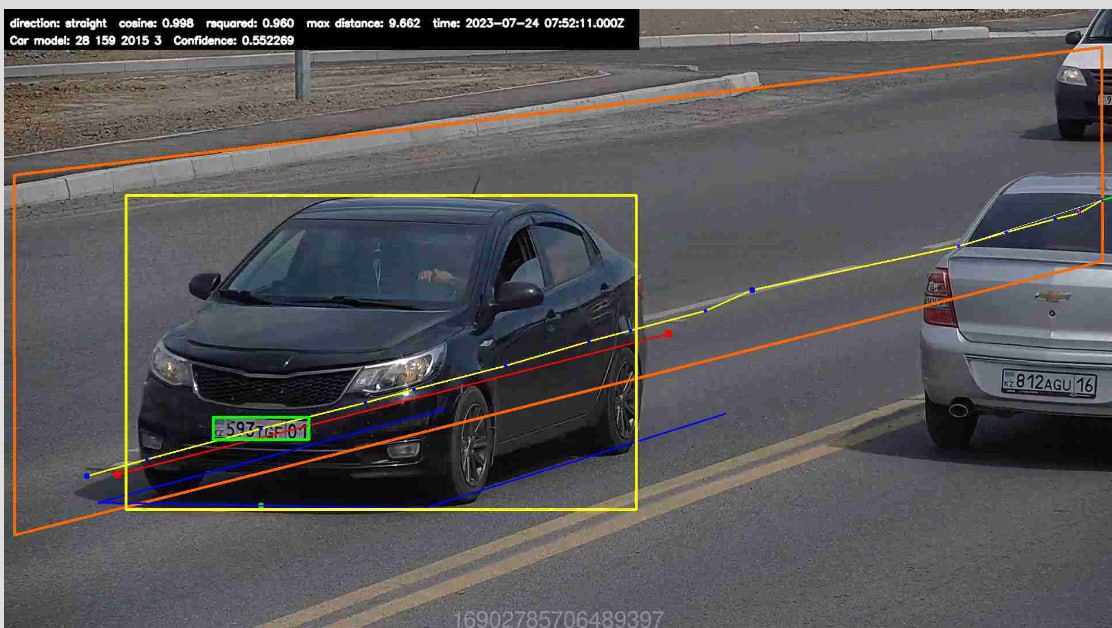 direction: straight cosine: 0.998 rsquared: 0.960 max distance: 9.662 time: 2023-07-24 07:52:11.000Z
Car model: 28 159 2015 3 Confidence: 0.552269
KZ 812AGU 16
16902785706489397